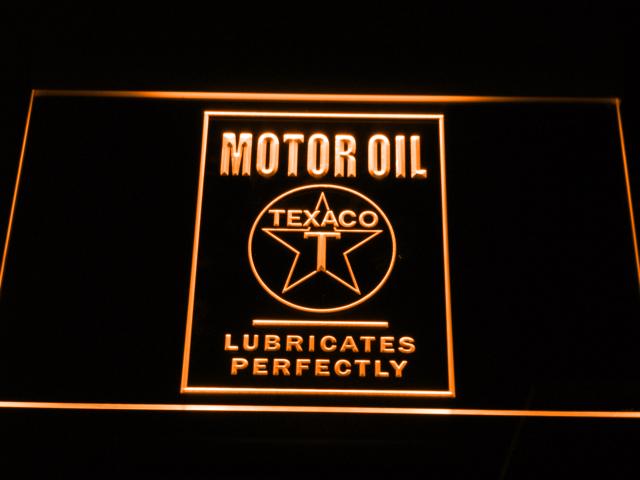 MOTOR OIL
TEXACO
T
LUBRICATES
PERFECTLY